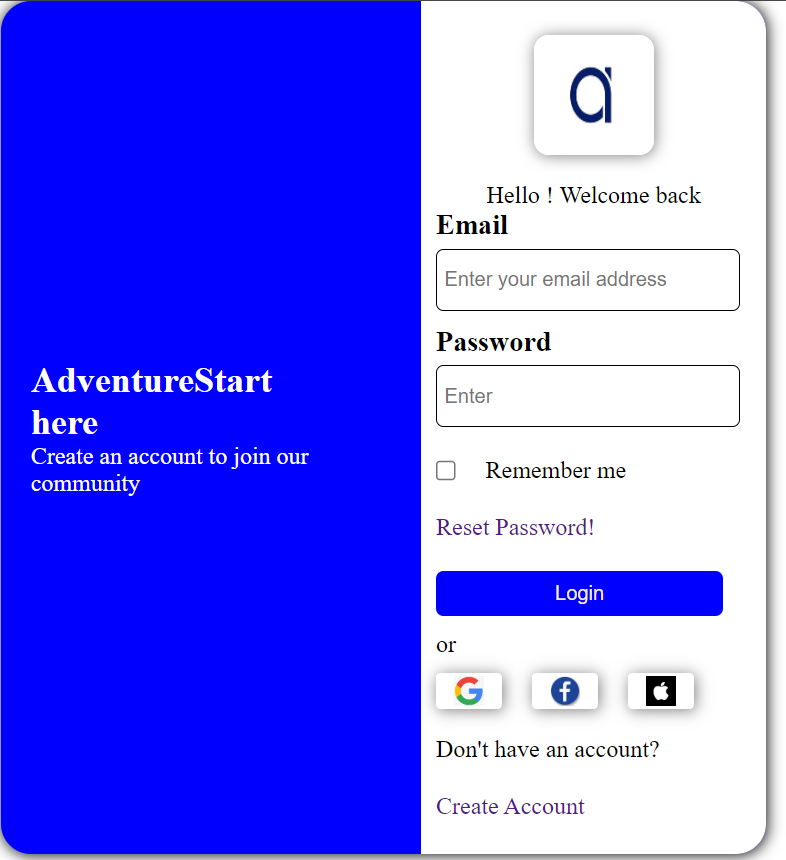 AdventureStart
here
Create an account to join our
community
a
Hello ! Welcome back
Email
Enter your email address
Password
Enter
Remember me
Reset Password!
Login
or
G
f
Don't have an account?
Create Account